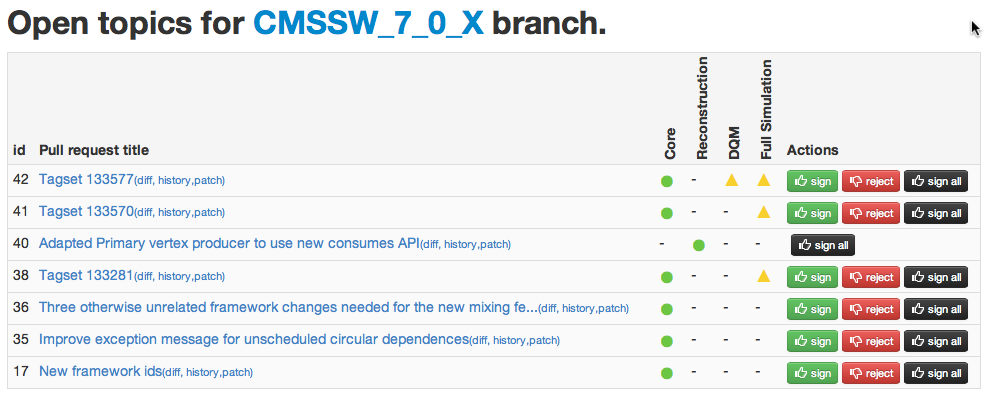 Open topics for CMSSW_7_0_X branch.
id Pull request title Core Reconstruction DQM Full Simulation Actions
42 Tagset 133577(diff, history,patch) - sign reject sign all
41 Tagset 133570(diff, history,patch) - - sign reject sign all
40 Adapted Primary vertex producer to use new consumes API(diff, history,patch) - - - sign all
38 Tagset 133281(diff, history,patch) - - sign reject sign all
36 Three otherwise unrelated framework changes needed for the new mixing fe...(diff, history,patch) - - - sign reject sign all
35 Improve exception message for unscheduled circular dependences(diff, history,patch) - - - sign reject sign all
17 New framework ids(diff, history,patch) - - - sign reject sign all